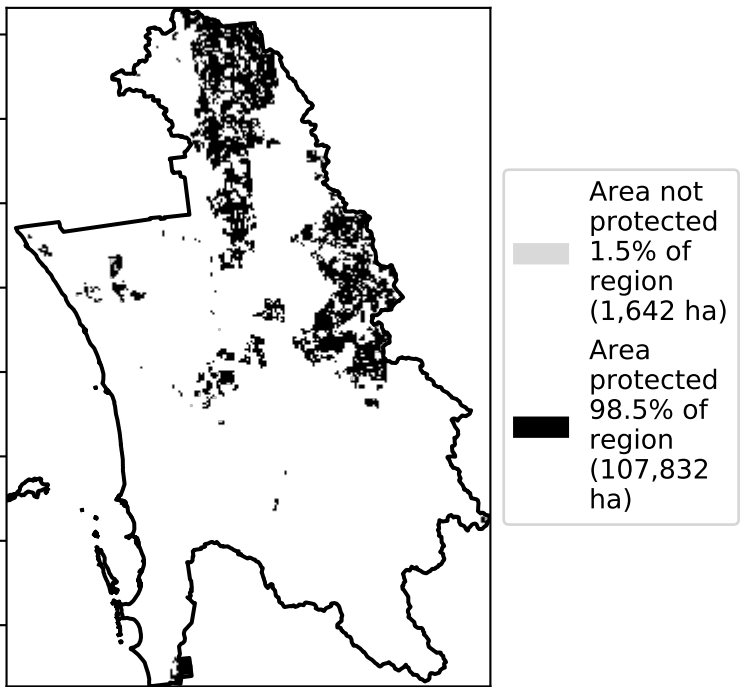 Area not
protected
1.5% of
region
(1,642 ha)
Area
protected
98.5% of
region
(107,832
ha)